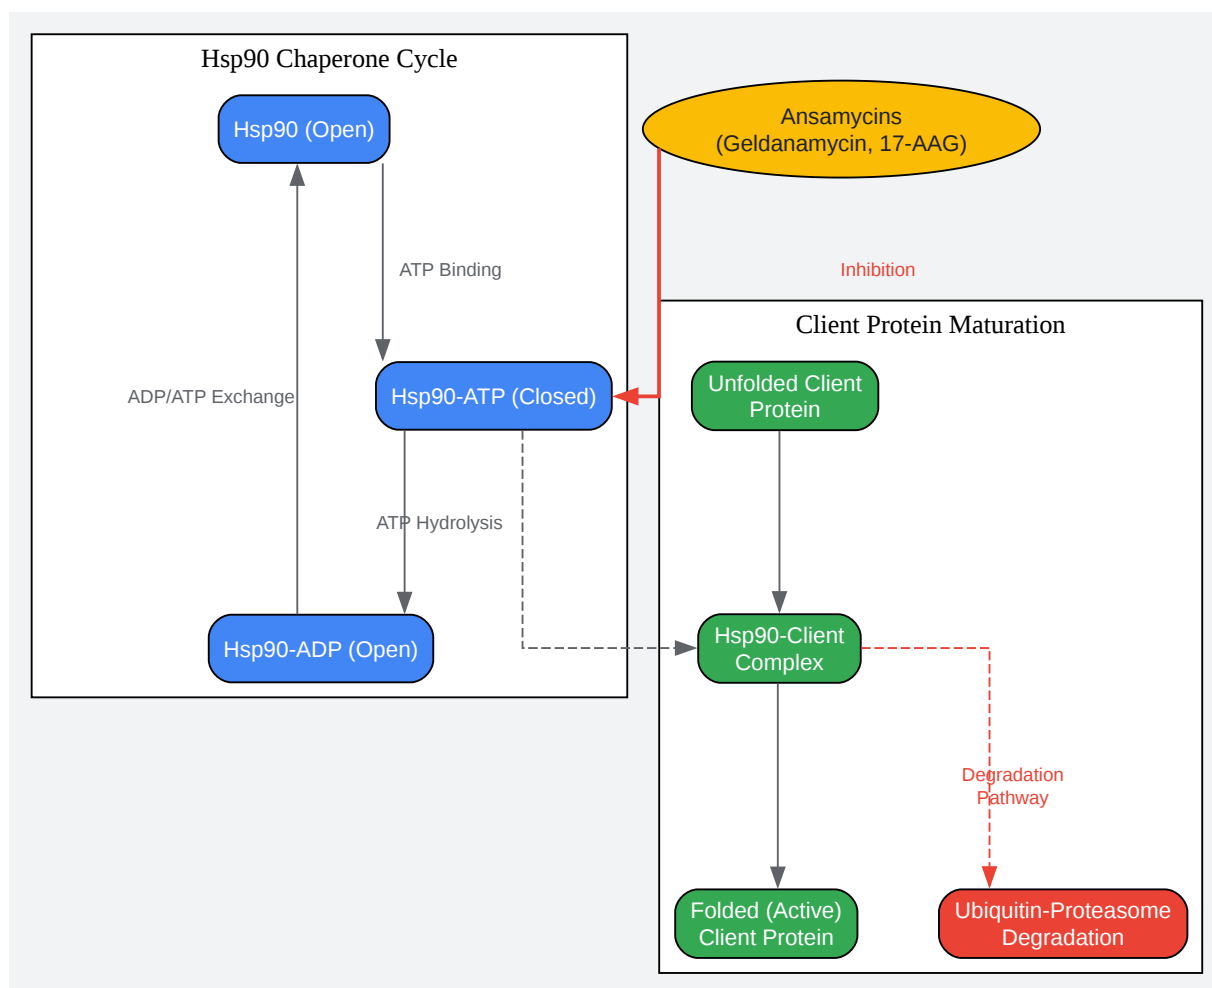 Hsp90 Chaperone Cycle
Hsp90 (Open)
Ansamycins
(Geldanamycin, 17-AAG)
ATP Binding
Inhibition
Client Protein Maturation
ADP/ATP Exchange
Hsp90-ATP (Closed)
Unfolded Client
Protein
ATP Hydrolysis
Hsp90-ADP (Open)
Hsp90-Client
Complex
Degradation
Pathway
Folded (Active)
Client Protein
Ubiquitin-Proteasome
Degradation